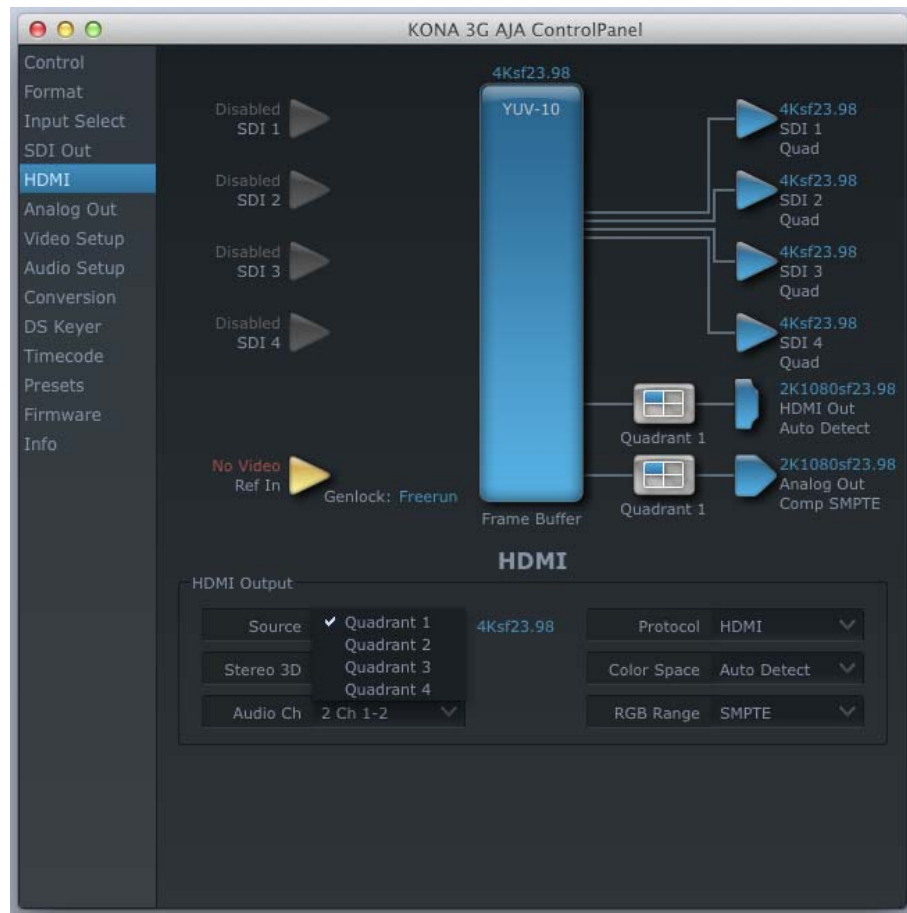 KONA 3G AJA ControlPanel
Control
Format
Input Select
SDI Out
HDMI
Analog Out
Video Setup
Audio Setup
Conversion
DS Keyer
Timecode
Presets
Firmware
Info
Disabled
SDI 1
Disabled
SDI 2
Disabled
SDI 3
Disabled
SDI 4
No Video
Ref In
Genlock: Freerun
4Ksf23.98
YUV-10
Frame Buffer
4Ksf23.98
SDI 1
Quad
4Ksf23.98
SDI 2
Quad
4Ksf23.98
SDI 3
Quad
4Ksf23.98
SDI 4
Quad
Quadrant 1
2K1080sf23.98
HDMI Out
Auto Detect
Quadrant 1
2K1080sf23.98
Analog Out
Comp SMPTE
HDMI
HDMI Output
Source
Quadrant 1
Quadrant 2
Quadrant 3
Quadrant 4
4Ksf23.98
Stereo 3D
Audio Ch 2 Ch 1-2
Protocol HDMI
Color Space Auto Detect
RGB Range SMPTE